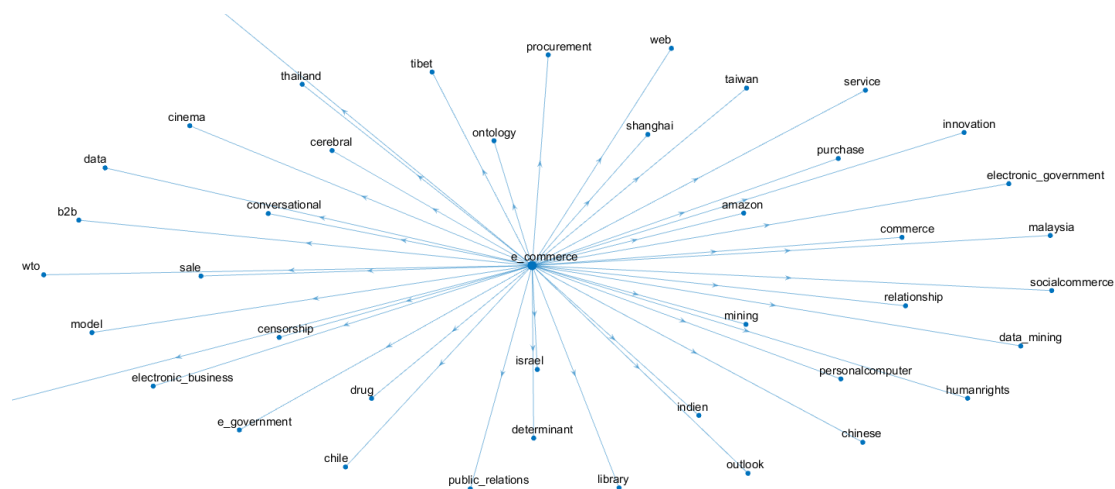 web
procurement
tibet
thailand
taiwan
service
cinema
ontology
shanghai
innovation
cerebral
purchase
data
electronic_government
conversational
amazon
b2b
commerce
malaysia
e_commerce
wto
sale
socialcommerce
relationship
model
censorship
mining
data_mining
israel
electronic_business
personalcomputer
drug
humanrights
indien
e_government
determinant
chinese
chile
outlook
public_relations
library